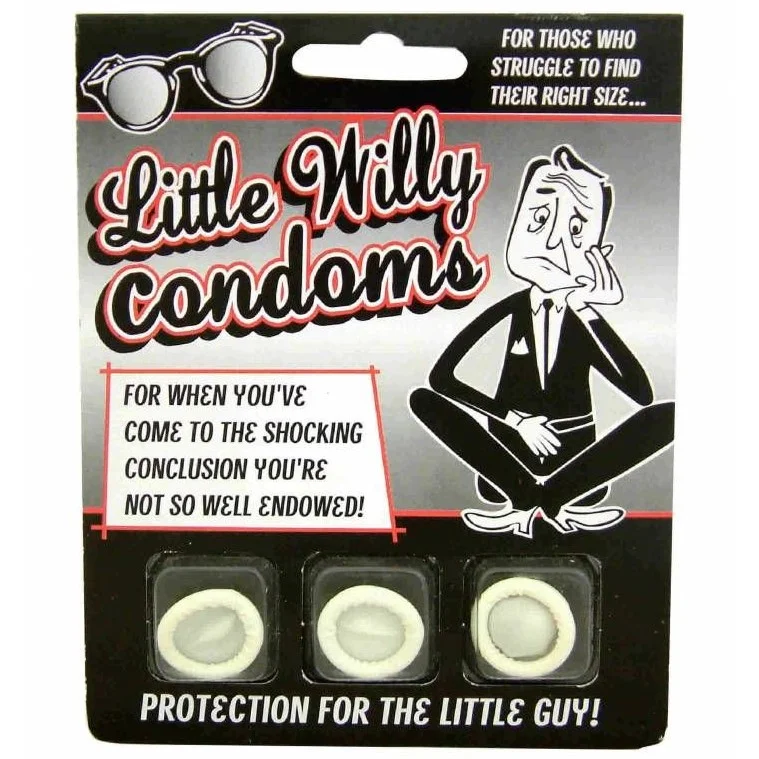 FOR THOSE WHO
STRUGGLE TO FIND
THEIR RIGHT SIZE...
Little Willy
Condoms
FOR WHEN YOU'VE
COME TO THE SHOCKING
CONCLUSION YOU'RE
NOT SO WELL ENDOWED!
PROTECTION FOR THE LITTLE GUY!